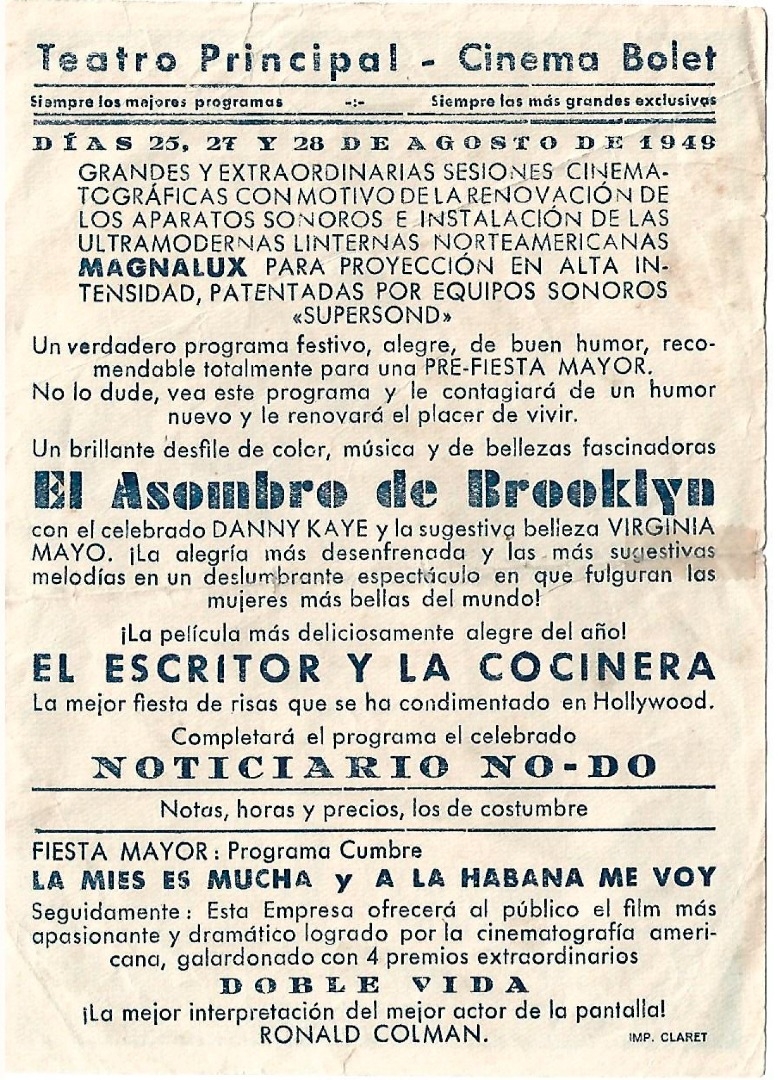 Teatro Principal - Cinema Bolet
Siempre los mejores programas -:- Siempre las más grandes exclusivas
DÍAS 25, 27 Y 28 DE AGOSTO DE 1949
GRANDES Y EXTRAORDINARIAS SESIONES CINEMA-
TOGRÁFICAS CON MOTIVO DE LA RENOVACIÓN DE
LOS APARATOS SONOROS E INSTALACIÓN DE LAS
ULTRAMODERNAS LINTERNAS NORTEAMERICANAS
MAGNALUX PARA PROYECCIÓN EN ALTA IN-
TENSIDAD, PATENTADAS POR EQUIPOS SONOROS
«SUPERSOND»
Un verdadero programa festivo, alegre, de buen humor, reco-
mendable totalmente para una PRE-FIESTA MAYOR.
No lo dude, vea este programa y le contagiará de un humor
nuevo y le renovará el placer de vivir.
Un brillante desfile de color, música y de bellezas fascinadoras
El Asombro de Brooklyn
con el celebrado DANNY KAYE y la sugestiva belleza VIRGINIA
MAYO. ¡La alegría más desenfrenada y las más sugestivas
melodías en un deslumbrante espectáculo en que fulguran las
mujeres más bellas del mundo!
¡La película más deliciosamente alegre del año!
EL ESCRITOR Y LA COCINERA
La mejor fiesta de risas que se ha condimentado en Hollywood.
Completará el programa el celebrado
NOTICIARIO NO-DO
Notas, horas y precios, los de costumbre
FIESTA MAYOR: Programa Cumbre
LA MIES ES MUCHA y A LA HABANA ME VOY
Seguidamente: Esta Empresa ofrecerá al público el film más
apasionante y dramático logrado por la cinematografía ameri-
cana, galardonado con 4 premios extraordinarios
DOBLE VIDA
¡La mejor interpretación del mejor actor de la pantalla!
RONALD COLMAN.
IMP. CLARET